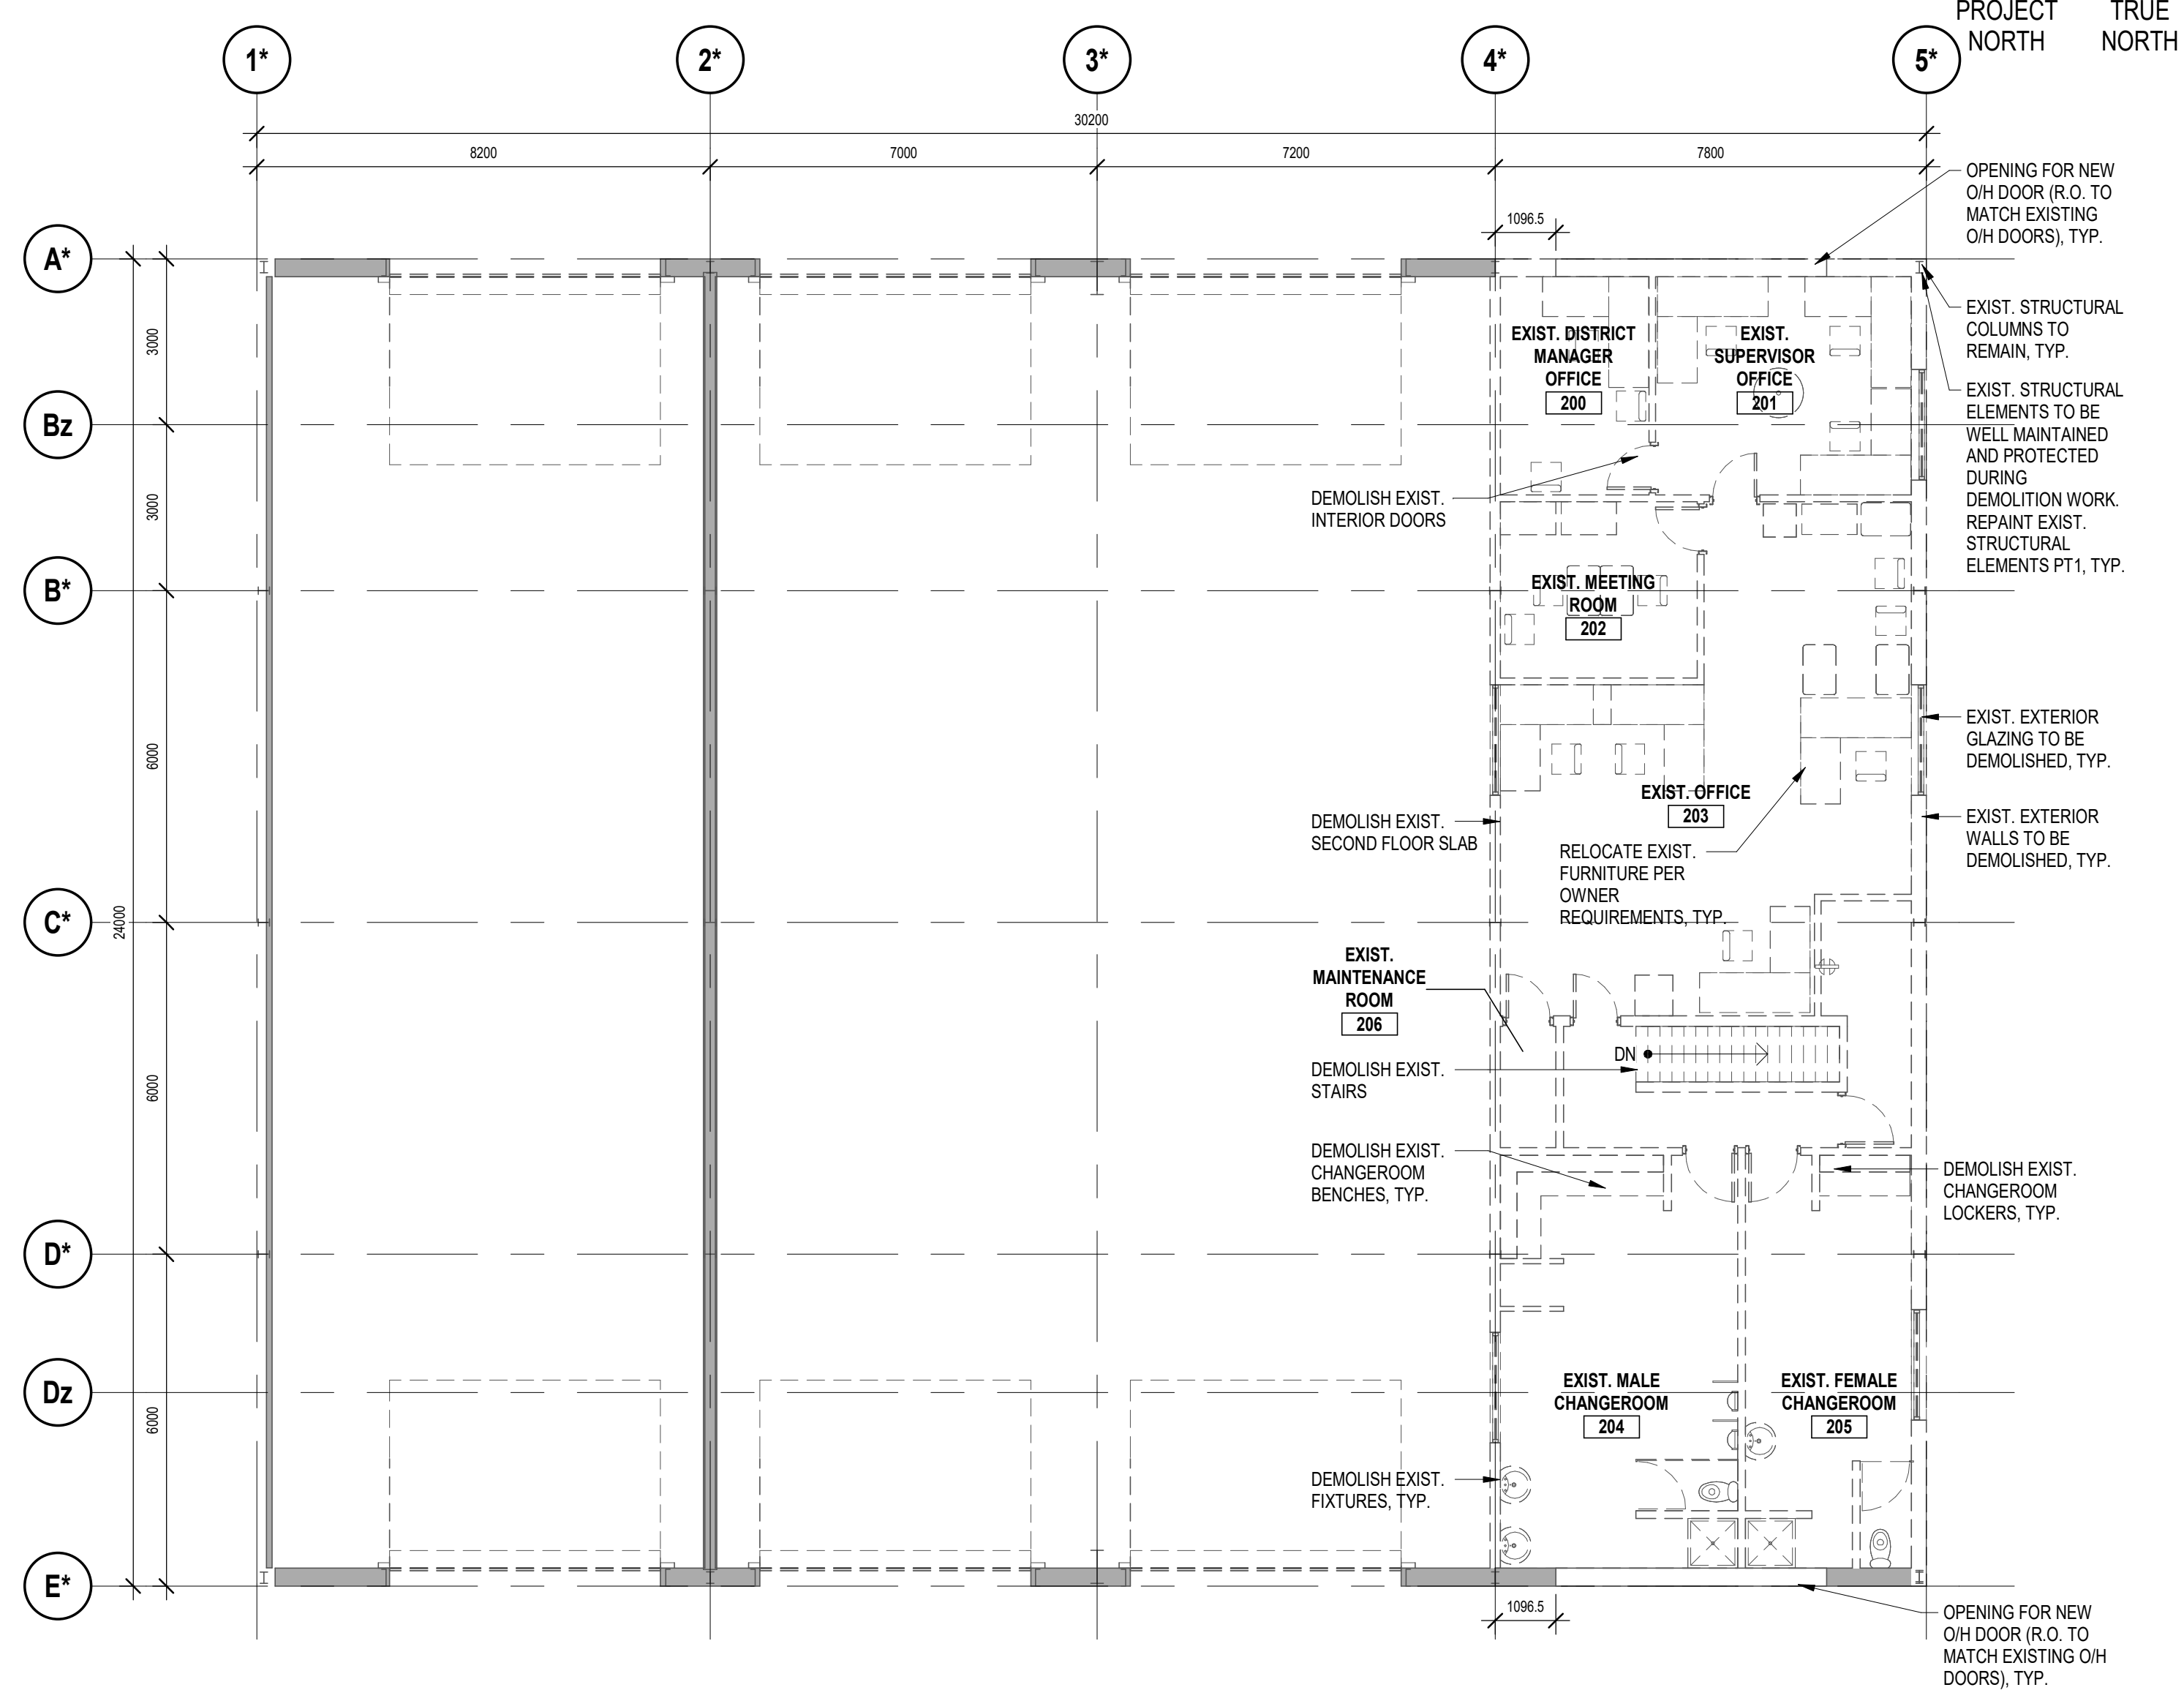 PROJECT NORTH
TRUE NORTH
1*
2*
3*
4*
5*
30200
8200
7000
7200
7800
1096.5
A*
Bz
B*
C*
D*
Dz
E*
3000
3000
6000
24000
6000
6000
OPENING FOR NEW
O/H DOOR (R.O. TO
MATCH EXISTING
O/H DOORS), TYP.
EXIST. STRUCTURAL
COLUMNS TO
REMAIN, TYP.
EXIST. STRUCTURAL
ELEMENTS TO BE
WELL MAINTAINED
AND PROTECTED
DURING
DEMOLITION WORK.
REPAINT EXIST.
STRUCTURAL
ELEMENTS PT1, TYP.
EXIST. DISTRICT
MANAGER
OFFICE
200
EXIST.
SUPERVISOR
OFFICE
201
DEMOLISH EXIST.
INTERIOR DOORS
EXIST. MEETING
ROOM
202
EXIST. EXTERIOR
GLAZING TO BE
DEMOLISHED, TYP.
EXIST. OFFICE
203
DEMOLISH EXIST.
SECOND FLOOR SLAB
EXIST. EXTERIOR
WALLS TO BE
DEMOLISHED, TYP.
RELOCATE EXIST.
FURNITURE PER
OWNER
REQUIREMENTS, TYP.
EXIST.
MAINTENANCE
ROOM
206
DN
DEMOLISH EXIST.
STAIRS
DEMOLISH EXIST.
CHANGEROOM
BENCHES, TYP.
DEMOLISH EXIST.
CHANGEROOM
LOCKERS, TYP.
EXIST. MALE
CHANGEROOM
204
EXIST. FEMALE
CHANGEROOM
205
DEMOLISH EXIST.
FIXTURES, TYP.
1096.5
OPENING FOR NEW
O/H DOOR (R.O. TO
MATCH EXISTING O/H
DOORS), TYP.